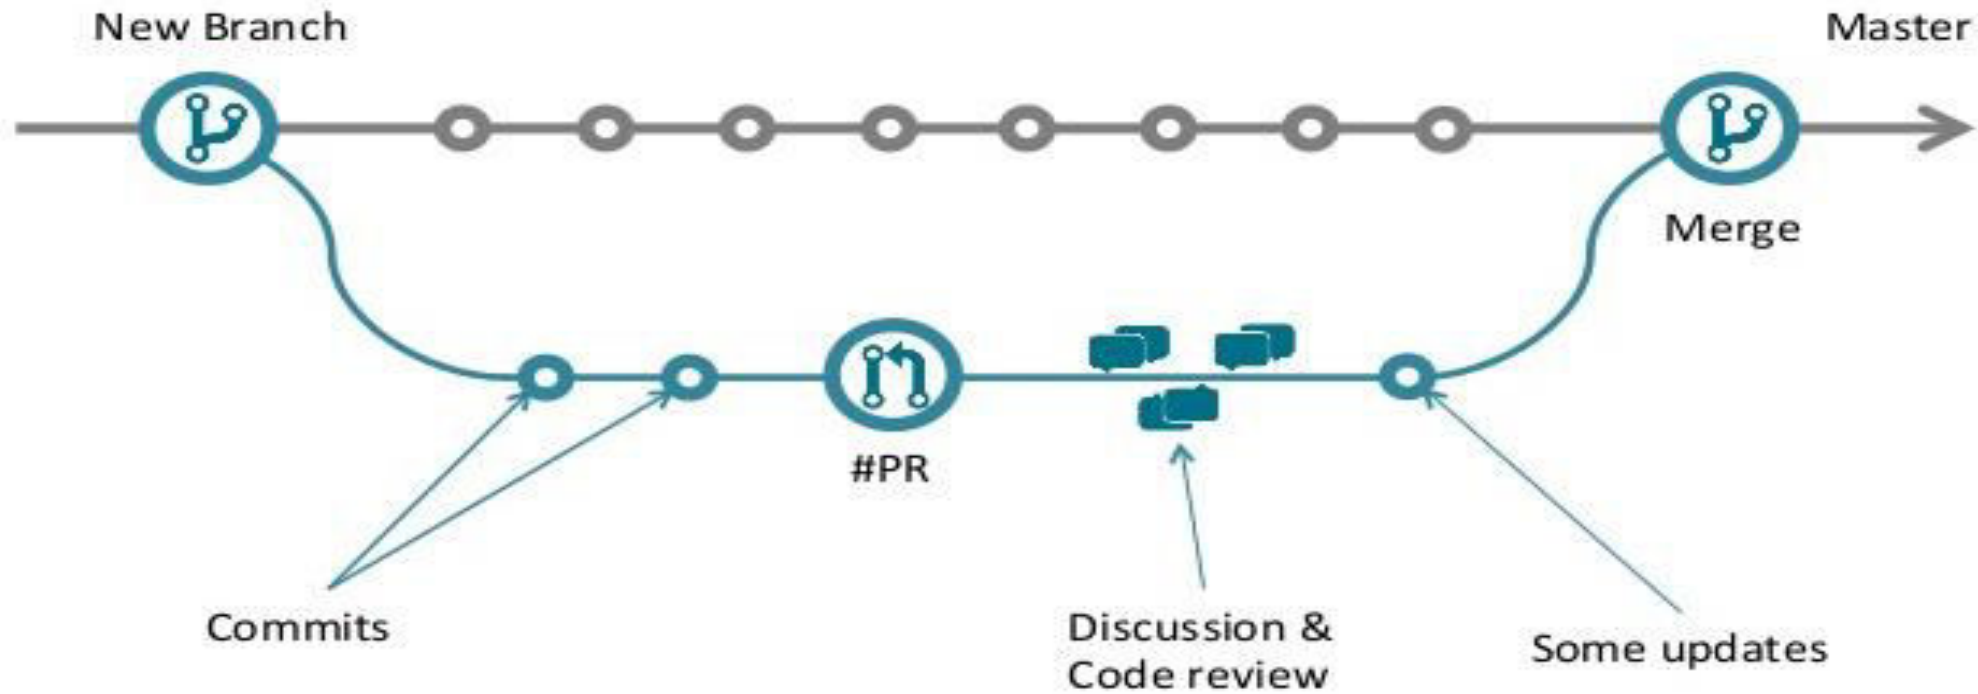 New Branch
Master
Merge
#PR
Commits
Discussion &
Code review
Some updates